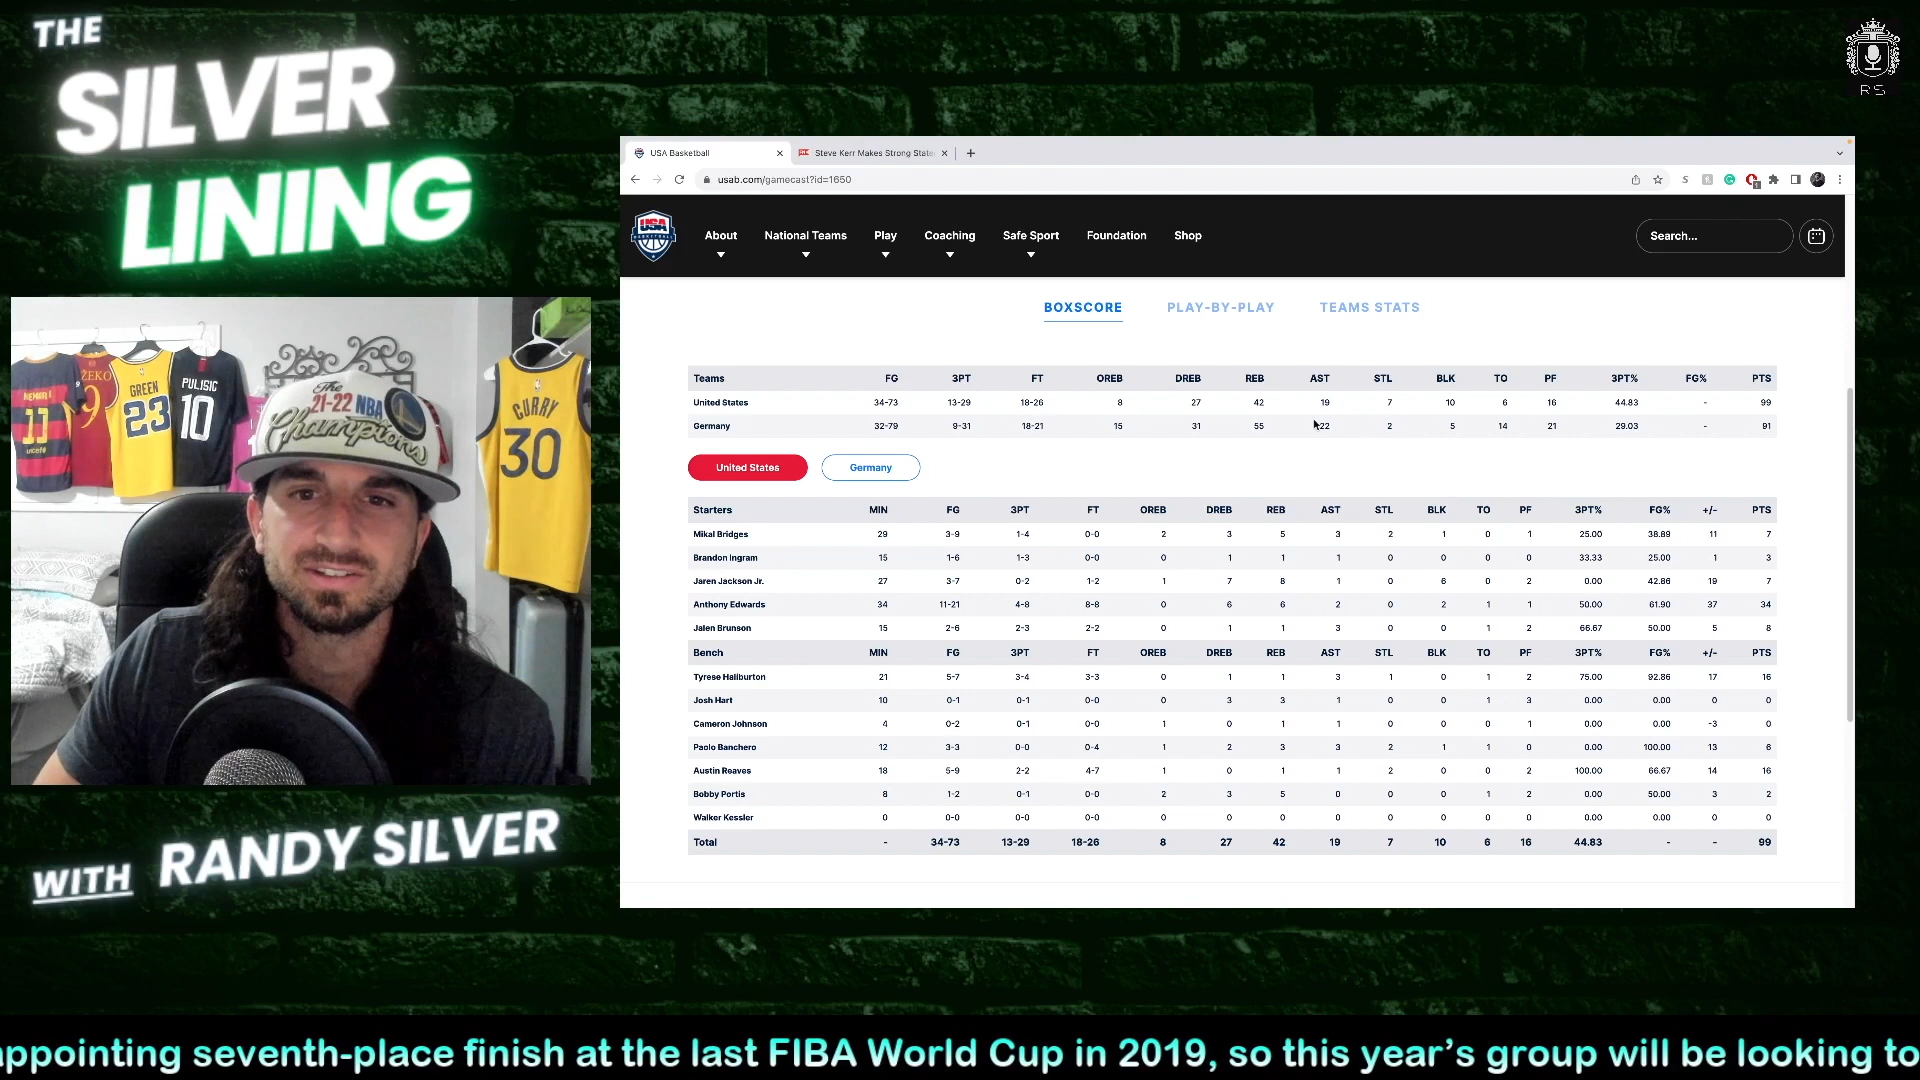 THE
SILVER
LINING
RS
USA Basketball
Steve Kerr Makes Strong State
usab.com/gamecast?id=1650
USA
About National Teams Play Coaching Safe Sport Foundation Shop Search...
BOXSCORE PLAY-BY-PLAY TEAMS STATS
Teams FG 3PT FT OREB DREB REB AST STL BLK TO PF 3PT% FG% PTS
United States 34-73 13-29 18-26 8 27 42 19 7 10 6 16 44.83 - 99
Germany 32-79 9-31 18-21 15 31 55 22 2 5 14 21 29.03 - 91
United States Germany
Starters MIN FG 3PT FT OREB DREB REB AST STL BLK TO PF 3PT% FG% +/- PTS
Mikal Bridges 29 3-9 1-4 0-0 2 3 5 3 2 1 0 1 25.00 38.89 11 7
Brandon Ingram 15 1-6 1-3 0-0 0 1 1 1 0 0 0 0 33.33 25.00 1 3
Jaren Jackson Jr. 27 3-7 0-2 1-2 1 7 8 1 0 6 0 2 0.00 42.86 19 7
Anthony Edwards 34 11-21 4-8 8-8 0 6 6 2 0 2 1 1 50.00 61.90 37 34
Jalen Brunson 15 2-6 2-3 2-2 0 1 1 3 0 0 1 2 66.67 50.00 5 8
Bench MIN FG 3PT FT OREB DREB REB AST STL BLK TO PF 3PT% FG% +/- PTS
Tyrese Haliburton 21 5-7 3-4 3-3 0 1 1 3 1 0 1 2 75.00 92.86 17 16
Josh Hart 10 0-1 0-1 0-0 0 3 3 1 0 0 1 3 0.00 0.00 0 0
Cameron Johnson 4 0-2 0-1 0-0 1 0 1 1 0 0 0 1 0.00 0.00 -3 0
Paolo Banchero 12 3-3 0-0 0-4 1 2 3 3 2 1 1 0 0.00 100.00 13 6
Austin Reaves 18 5-9 2-2 4-7 1 0 1 1 2 0 0 2 100.00 66.67 14 16
Bobby Portis 8 1-2 0-1 0-0 2 3 5 0 0 0 1 2 0.00 50.00 3 2
Walker Kessler 0 0-0 0-0 0-0 0 0 0 0 0 0 0 0 0.00 0.00 0 0
Total - 34-73 13-29 18-26 8 27 42 19 7 10 6 16 44.83 - - 99
11
9
GREEN
23
PULISIC
10
The
21-22 NBA
Champions
CURRY
30
WITH RANDY SILVER
appointing seventh-place finish at the last FIBA World Cup in 2019, so this year's group will be looking to